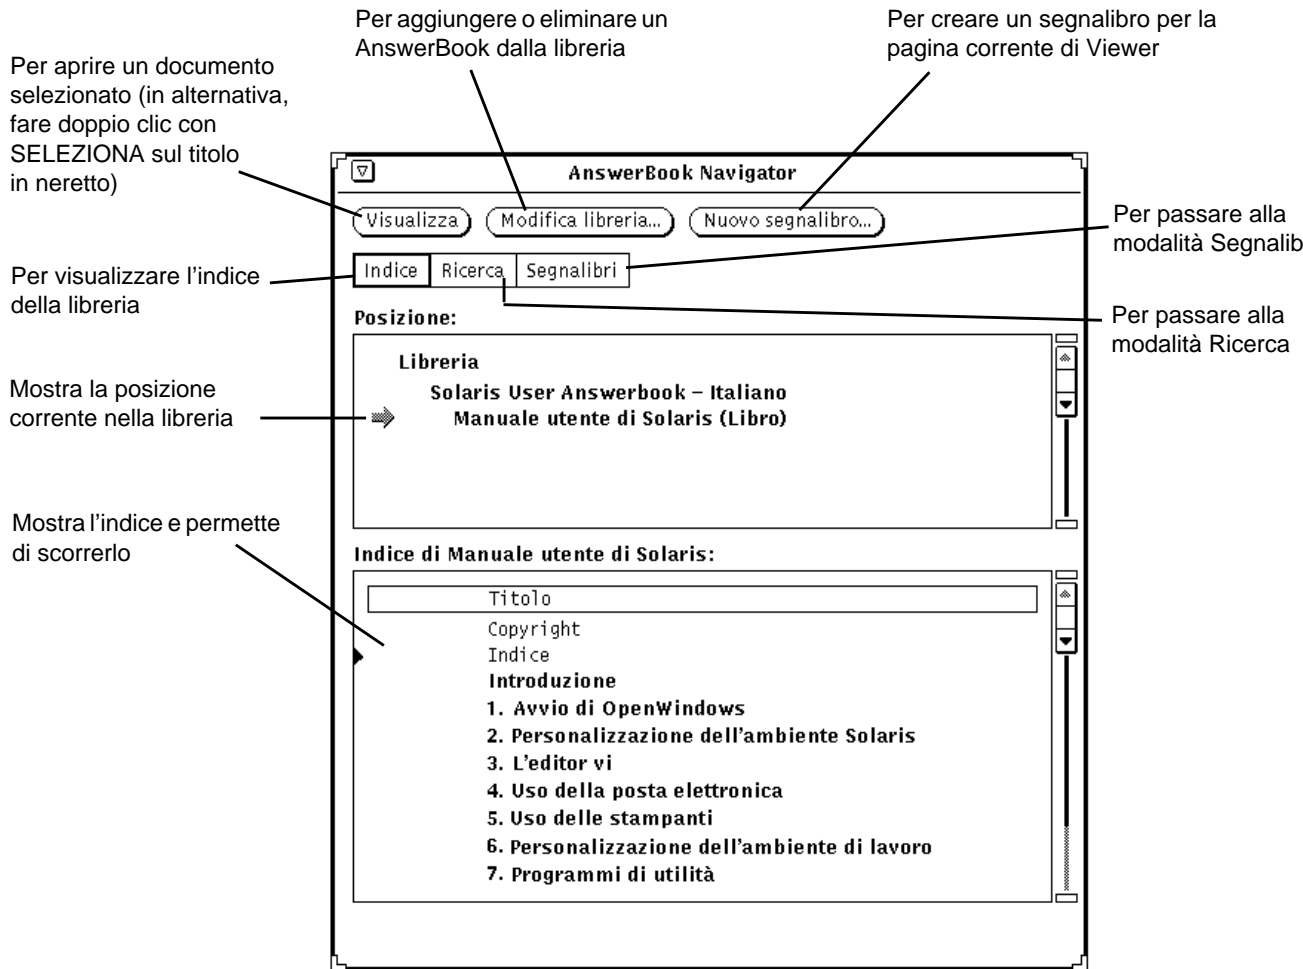 Per aggiungere o eliminare un
AnswerBook dalla libreria
Per creare un segnalibro per la
pagina corrente di Viewer
Per aprire un documento
selezionato (in alternativa,
fare doppio clic con
SELEZIONA sul titolo
in neretto)
AnswerBook Navigator
Visualizza
Modifica libreria...
Nuovo segnalibro...
Per passare alla
modalità Segnalib
Indice
Ricerca
Segnalibri
Per visualizzare l'indice
della libreria
Per passare alla
modalità Ricerca
Posizione:
Libreria
Solaris User Answerbook – Italiano
Manuale utente di Solaris (Libro)
Mostra la posizione
corrente nella libreria
Mostra l'indice e permette
di scorrerlo
Indice di Manuale utente di Solaris:
Titolo
Copyright
Indice
Introduzione
1. Avvio di OpenWindows
2. Personalizzazione dell'ambiente Solaris
3. L'editor vi
4. Uso della posta elettronica
5. Uso delle stampanti
6. Personalizzazione dell'ambiente di lavoro
7. Programmi di utilità